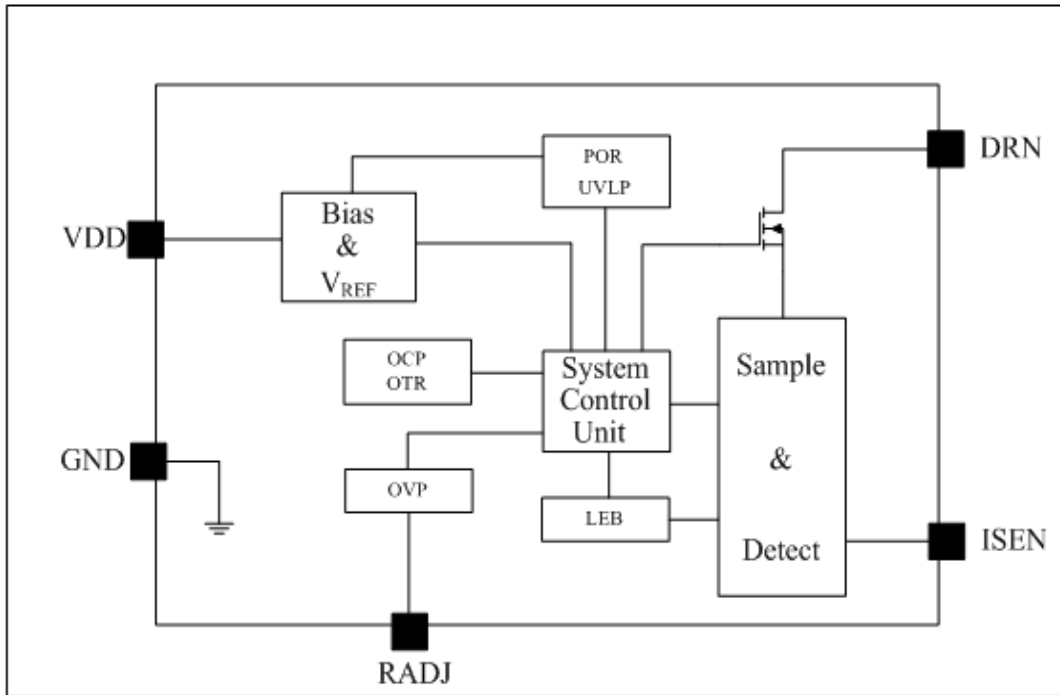 POR
UVLP
DRN
Bias
&
VREF
VDD
OCP
OTR
System
Control
Unit
Sample
&
Detect
GND
OVP
LEB
ISEN
RADJ